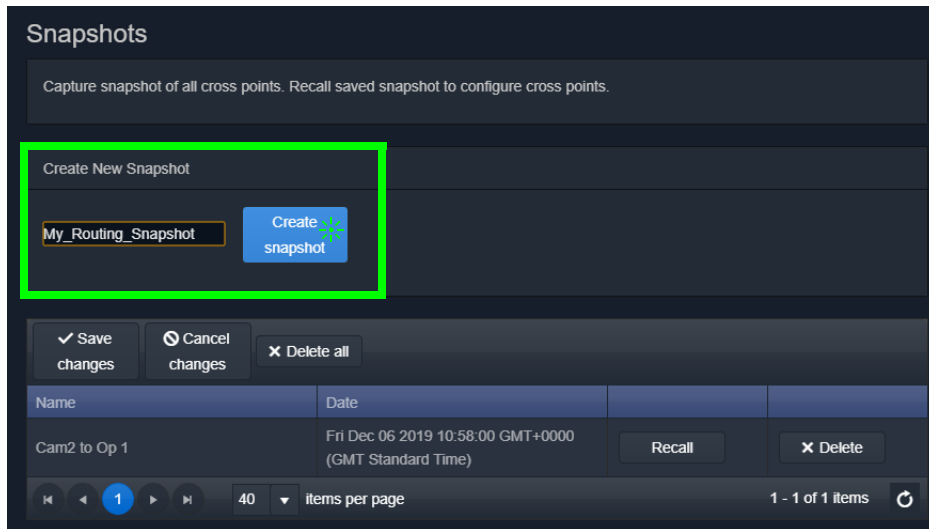 Snapshots
Capture snapshot of all cross points. Recall saved snapshot to configure cross points.
Create New Snapshot
My_Routing_Snapshot
Create
snapshot
Save
changes
Cancel
changes
Delete all
Name Date
Cam2 to Op 1
Fri Dec 06 2019 10:58:00 GMT+0000
(GMT Standard Time)
Recall
Delete
1 40 items per page 1 - 1 of 1 items